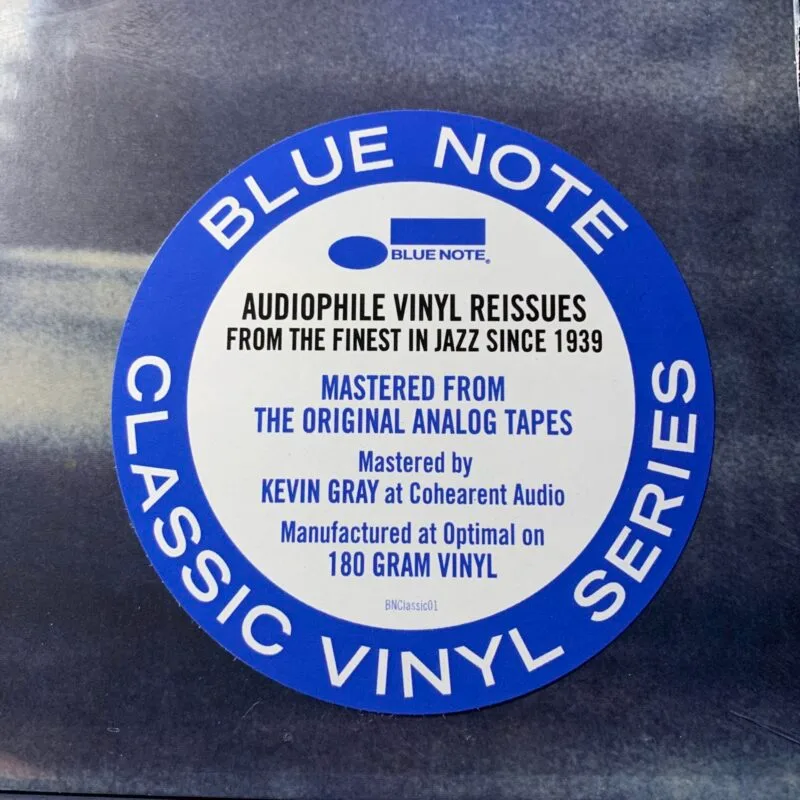 BLUE NOTE
BLUE NOTE®
AUDIOPHILE VINYL REISSUES
FROM THE FINEST IN JAZZ SINCE 1939
MASTERED FROM
THE ORIGINAL ANALOG TAPES
Mastered by
KEVIN GRAY at Cohearent Audio
Manufactured at Optimal on
180 GRAM VINYL
BNClassic01
CLASSIC VINYL SERIES